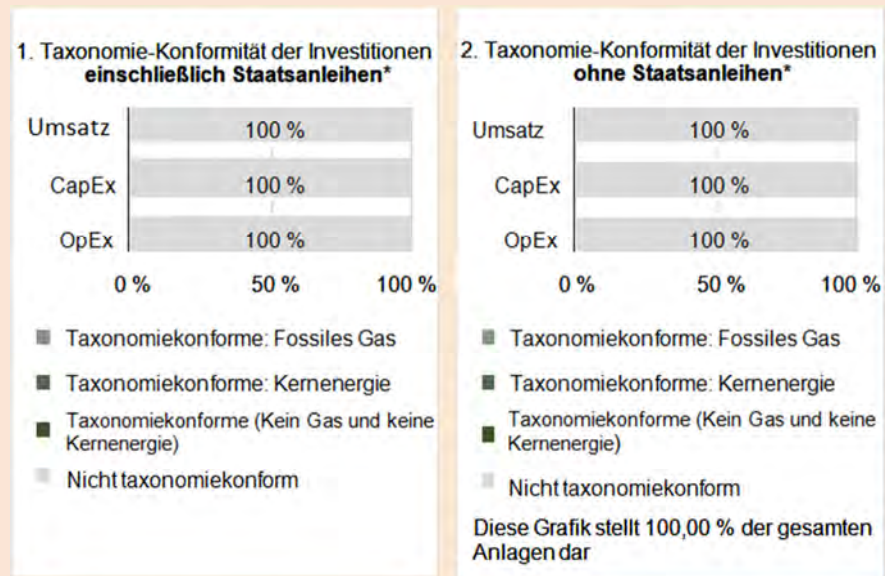 1. Taxonomie-Konformität der Investitionen
einschließlich Staatsanleihen*
Umsatz 100 %
CapEx 100 %
OpEx 100 %
0 % 50 % 100 %
Taxonomiekonforme: Fossiles Gas
Taxonomiekonforme: Kernenergie
Taxonomiekonforme (Kein Gas und keine
Kernenergie)
Nicht taxonomiekonform
2. Taxonomie-Konformität der Investitionen
ohne Staatsanleihen*
Umsatz 100 %
CapEx 100 %
OpEx 100 %
0 % 50 % 100 %
Taxonomiekonforme: Fossiles Gas
Taxonomiekonforme: Kernenergie
Taxonomiekonforme (Kein Gas und keine
Kernenergie)
Nicht taxonomiekonform
Diese Grafik stellt 100,00 % der gesamten
Anlagen dar